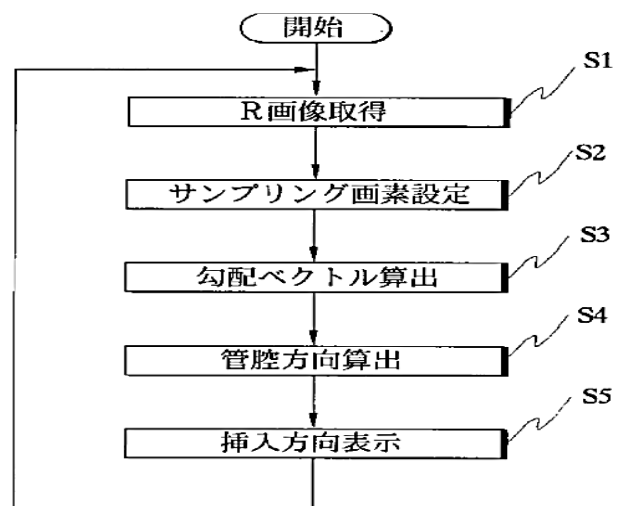 開始
S1
R画像取得
S2
サンプリング画素設定
S3
勾配ベクトル算出
S4
管腔方向算出
S5
挿入方向表示